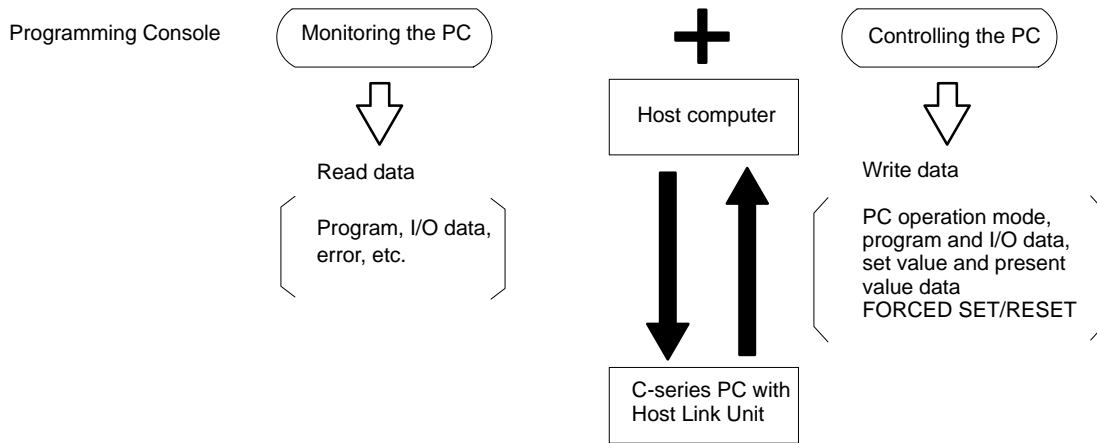 Programming Console
Monitoring the PC
Controlling the PC
Host computer
Read data
Write data
Program, I/O data,
error, etc.
PC operation mode,
program and I/O data,
set value and present
value data
FORCED SET/RESET
C-series PC with
Host Link Unit